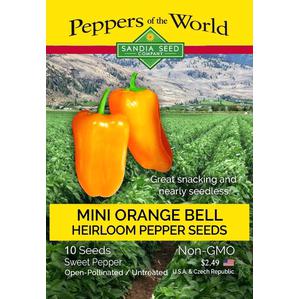 Peppers of the World
SANDIA SEED
COMPANY
Great snacking and
nearly seedless.
MINI ORANGE BELL
HEIRLOOM PEPPER SEEDS
10 Seeds
Non-GMO
Sweet Pepper
$2.49
Open-Pollinated / Untreated
U.S.A. & Czech Republic